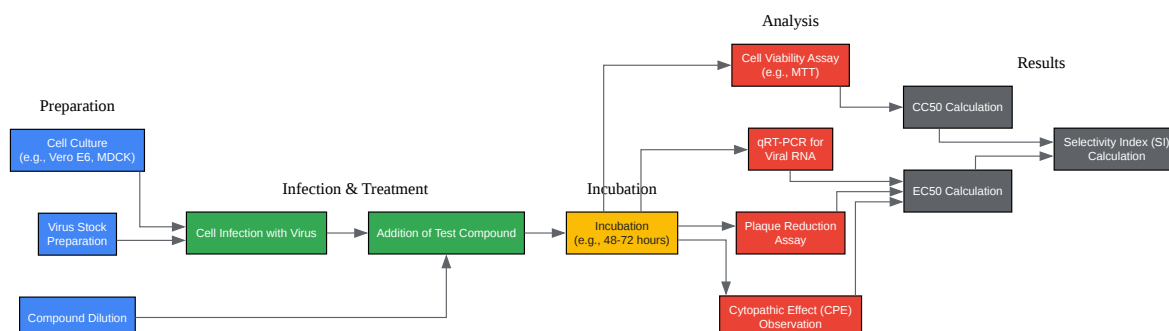 Preparation
Cell Culture
(e.g., Vero E6, MDCK)
Virus Stock
Preparation
Compound Dilution
Infection & Treatment
Cell Infection with Virus
Addition of Test Compound
Incubation
Incubation
(e.g., 48-72 hours)
Analysis
Cell Viability Assay
(e.g., MTT)
qRT-PCR for
Viral RNA
Plaque Reduction
Assay
Cytopathic Effect (CPE)
Observation
Results
CC50 Calculation
EC50 Calculation
Selectivity Index (SI)
Calculation